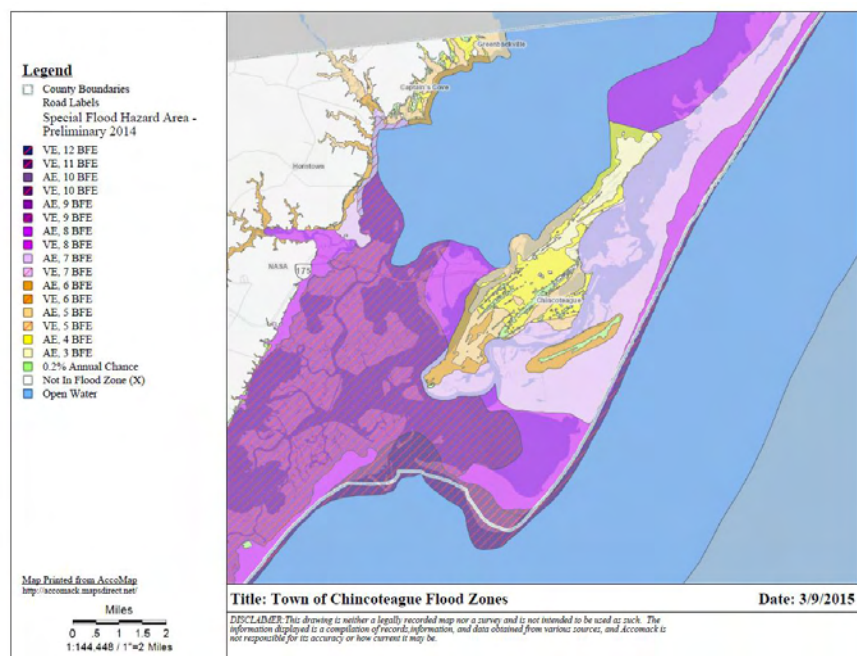 Legend
County Boundaries
Road Labels
Special Flood Hazard Area -
Preliminary 2014
VE, 12 BFE
VE, 11 BFE
AE, 10 BFE
VE, 10 BFE
AE, 9 BFE
VE, 9 BFE
AE, 8 BFE
VE, 8 BFE
AE, 7 BFE
VE, 7 BFE
AE, 6 BFE
VE, 6 BFE
AE, 5 BFE
VE, 5 BFE
AE, 4 BFE
AE, 3 BFE
0.2% Annual Chance
Not In Flood Zone (X)
Open Water
Map Printed from AccoMap
http://accomack.mapsdirect.net/
Miles
0 .5 1 1.5 2
1:144,448 / 1"=2 Miles
Greenbackville
Captain's Cove
Horntown
NASA
175
Chincoteague
Title: Town of Chincoteague Flood Zones
Date: 3/9/2015
DISCLAIMER: This drawing is neither a legally recorded map nor a survey and is not intended to be used as such. The
information displayed is a compilation of records, information, and data obtained from various sources, and Accomack is
not responsible for its accuracy or how current it may be.